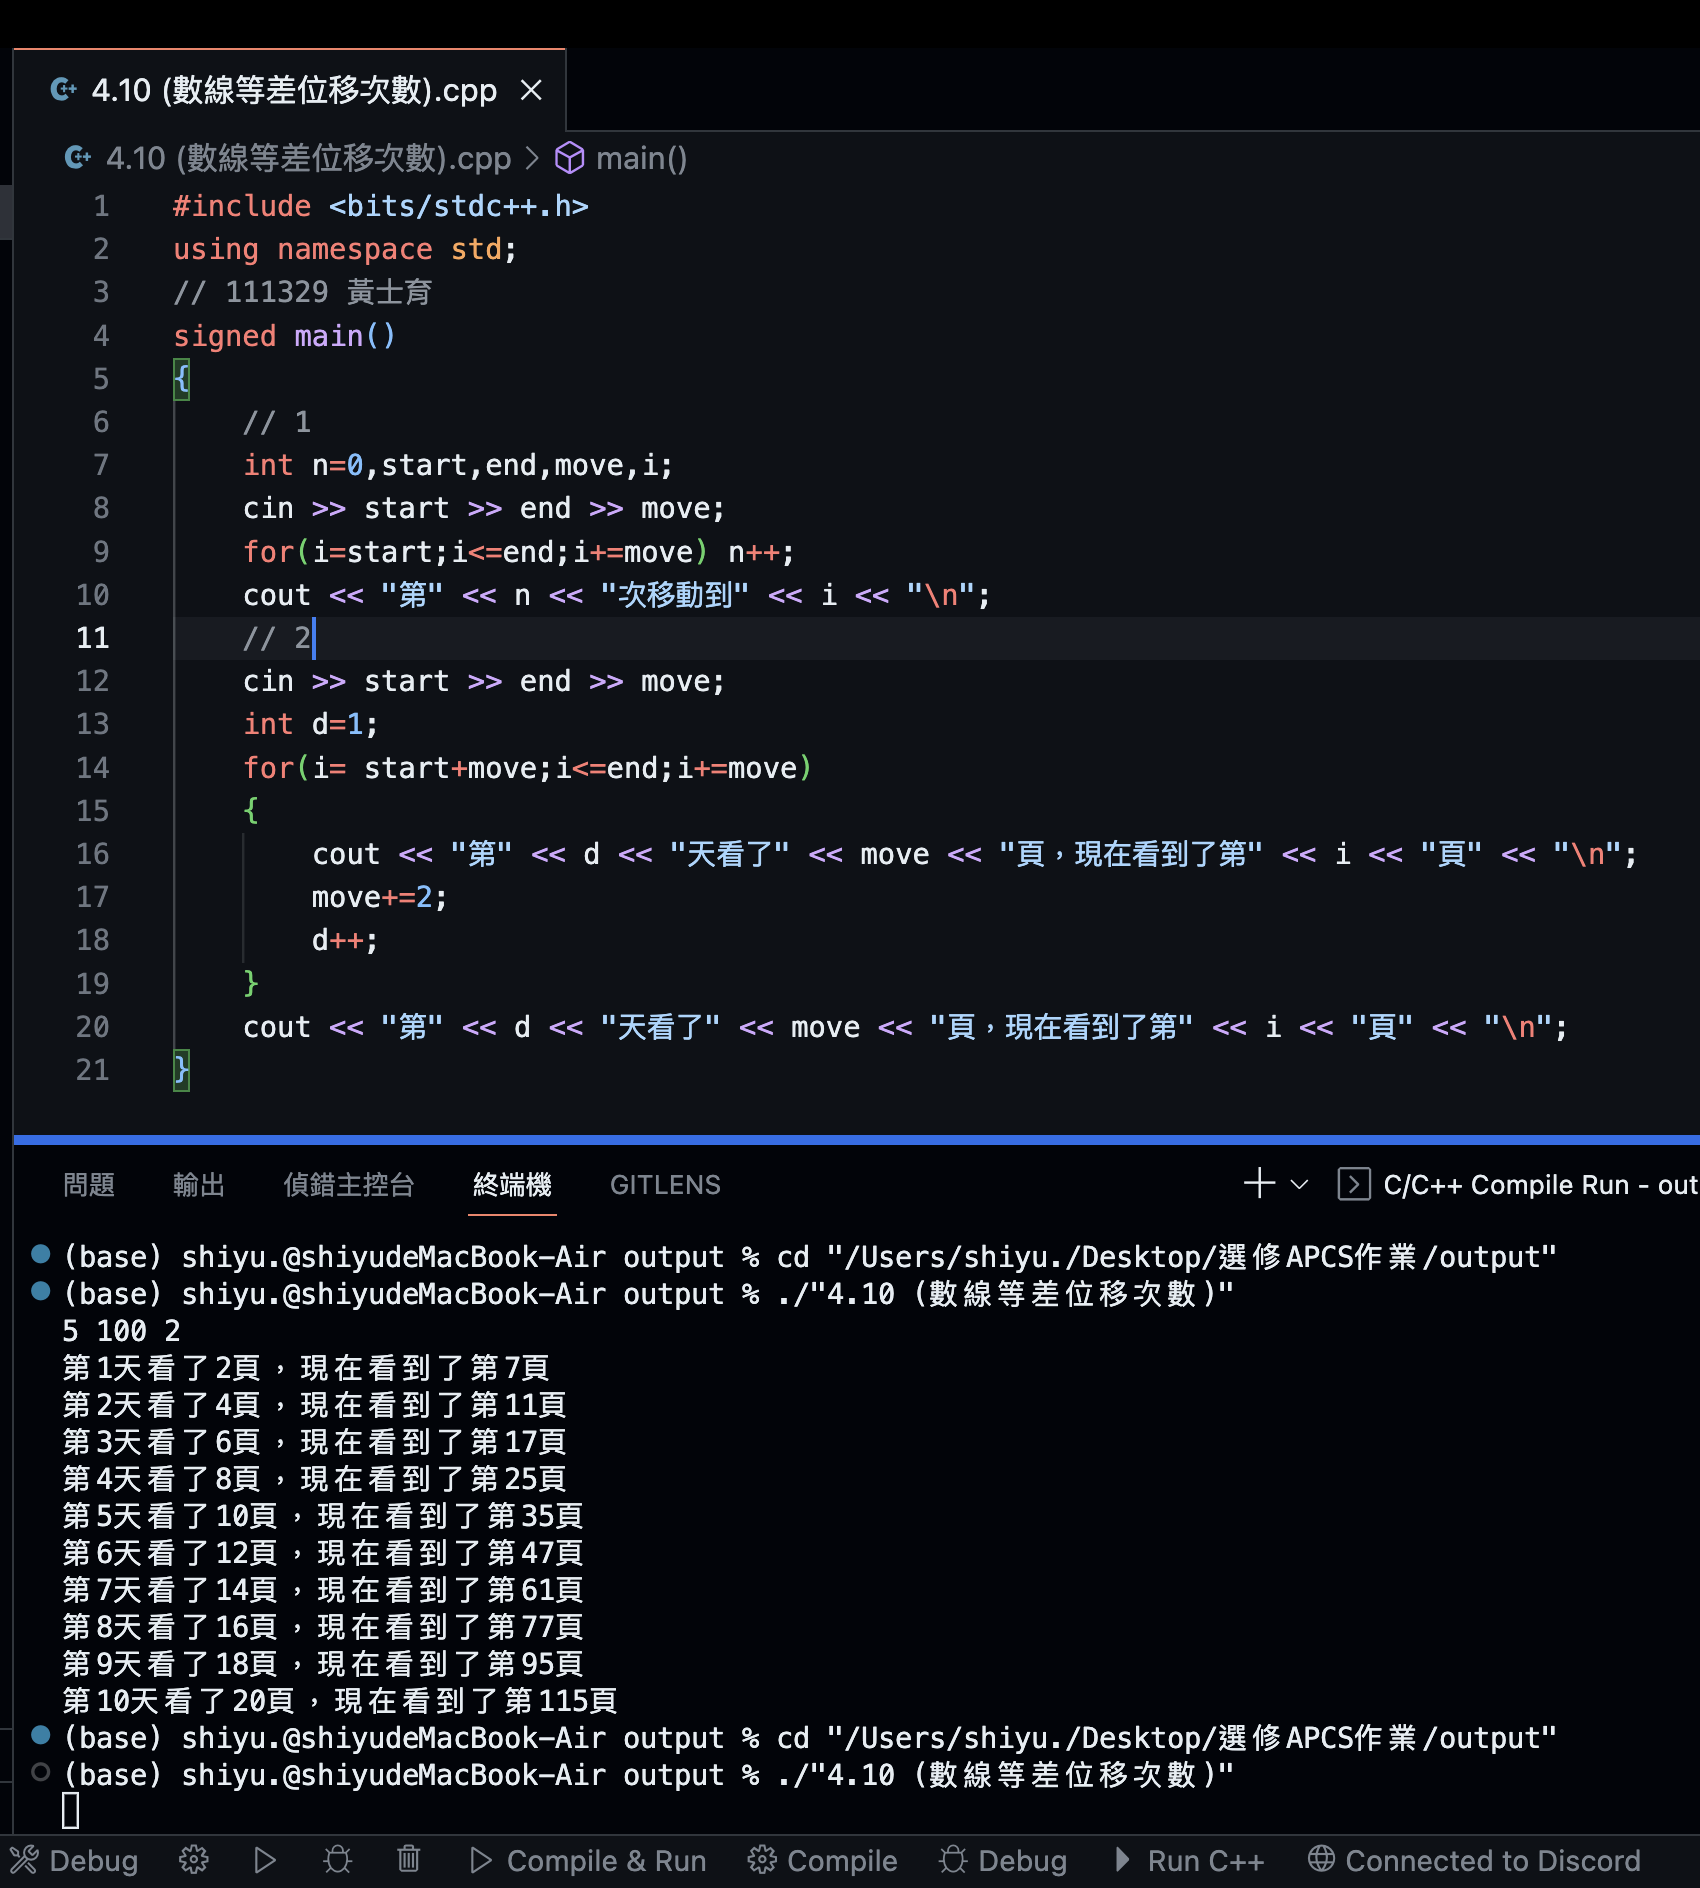 4.10 (數線等差位移次數).cpp
4.10 (數線等差位移次數).cpp > main()
1 #include <bits/stdc++.h>
2 using namespace std;
3 // 111329 黃士育
4 signed main()
5 {
6 // 1
7 int n=0,start,end,move,i;
8 cin >> start >> end >> move;
9 for(i=start;i<=end;i+=move) n++;
10 cout << "第" << n << "次移動到" << i << "\n";
11 // 2
12 cin >> start >> end >> move;
13 int d=1;
14 for(i= start+move;i<=end;i+=move)
15 {
16 cout << "第" << d << "天看了" << move << "頁，現在看到了第" << i << "頁" << "\n";
17 move+=2;
18 d++;
19 }
20 cout << "第" << d << "天看了" << move << "頁，現在看到了第" << i << "頁" << "\n";
21 }
問題 輸出 偵錯主控台 終端機 GITLENS C/C++ Compile Run - out
(base) shiyu.@shiyudeMacBook-Air output % cd "/Users/shiyu./Desktop/選修APCS作業/output"
(base) shiyu.@shiyudeMacBook-Air output % ./"4.10 (數線等差位移次數)"
5 100 2
第1天看了2頁，現在看到了第7頁
第2天看了4頁，現在看到了第11頁
第3天看了6頁，現在看到了第17頁
第4天看了8頁，現在看到了第25頁
第5天看了10頁，現在看到了第35頁
第6天看了12頁，現在看到了第47頁
第7天看了14頁，現在看到了第61頁
第8天看了16頁，現在看到了第77頁
第9天看了18頁，現在看到了第95頁
第10天看了20頁，現在看到了第115頁
(base) shiyu.@shiyudeMacBook-Air output % cd "/Users/shiyu./Desktop/選修APCS作業/output"
(base) shiyu.@shiyudeMacBook-Air output % ./"4.10 (數線等差位移次數)"
Debug Compile & Run Compile Debug Run C++ Connected to Discord